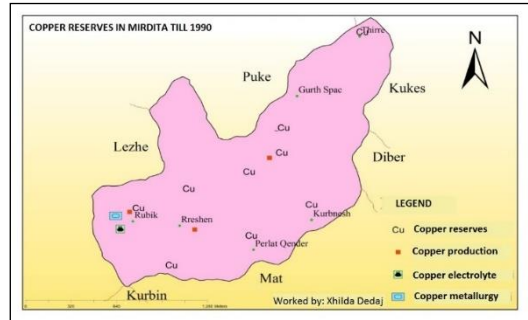 COPPER RESERVES IN MIRDITA TILL 1990
N
Cu
Thirre
Puke
Kukes
Gurth Spac
Lezhe
Cu
Cu
Diber
Cu
Cu
LEGEND
Cu
Rubik
Cu
Kurbnesh
Cu Copper reserves
Rreshen
Cu
Perlat Qender
Copper production
Cu
Mat
Copper electrolyte
Kurbin
Copper metallurgy
Worked by: Xhilda Dedaj